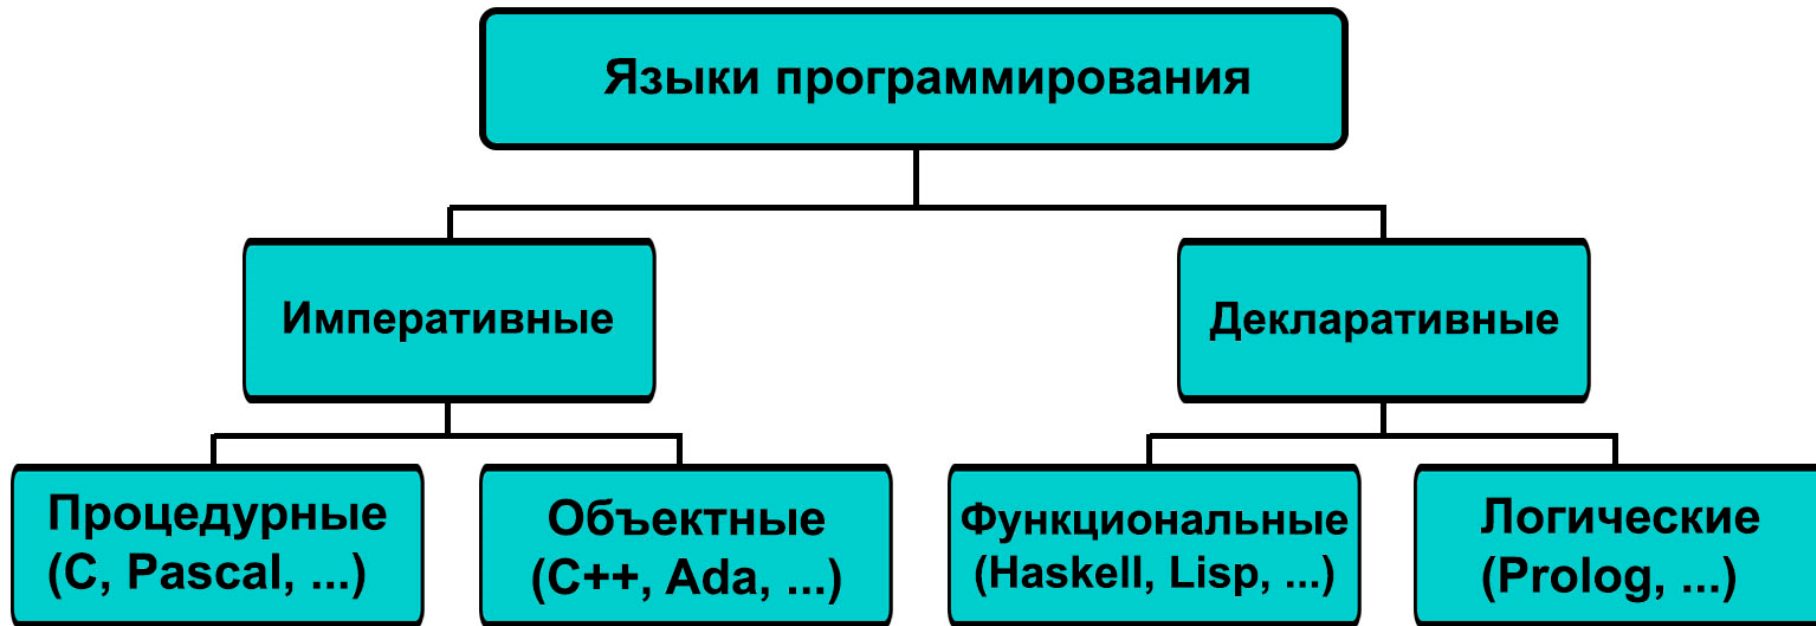 Языки программирования
Императивные
Декларативные
Процедурные
(C, Pascal, ...)
Объектные
(C++, Ada, ...)
Функциональные
(Haskell, Lisp, ...)
Логические
(Prolog, ...)